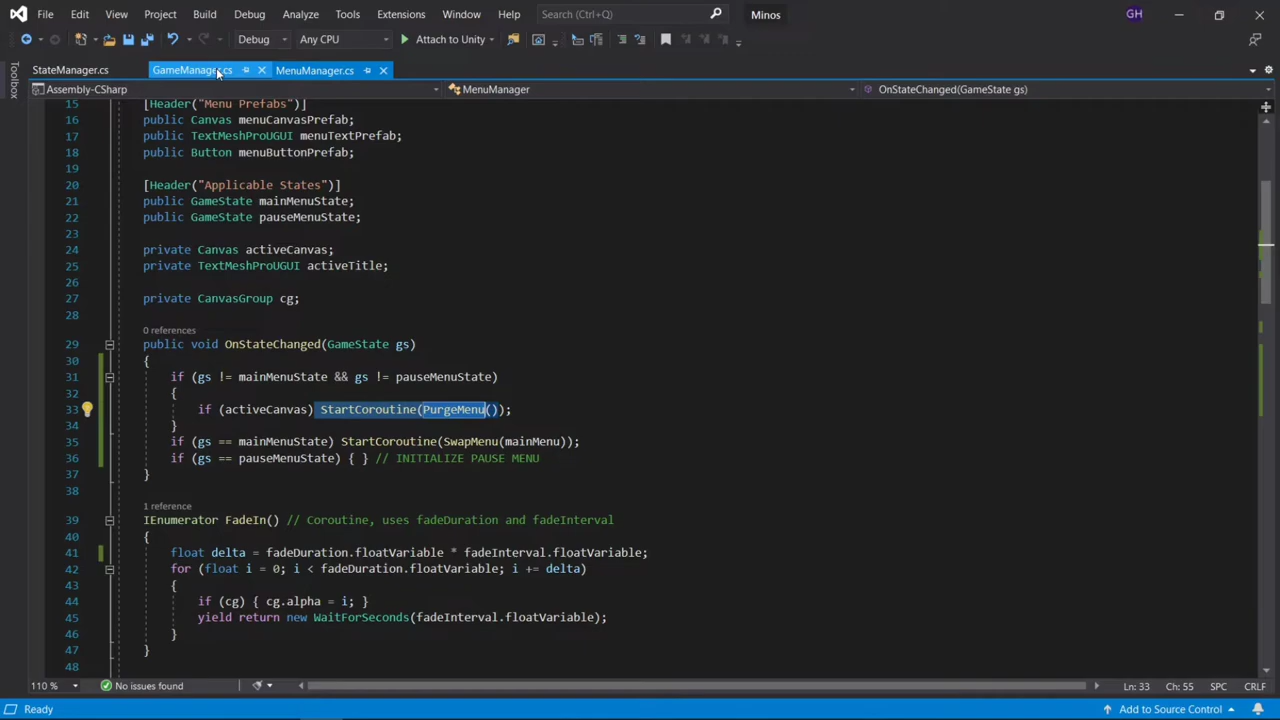 File Edit View Project Build Debug Analyze Tools Extensions Window Help Search (Ctrl+Q) Minos GH
Debug Any CPU Attach to Unity
StateManager.cs GameManager.cs MenuManager.cs
Toolbox
Assembly-CSharp MenuManager OnStateChanged(GameState gs)
15 [Header("Menu Prefabs")]
16 public Canvas menuCanvasPrefab;
17 public TextMeshProUGUI menuTextPrefab;
18 public Button menuButtonPrefab;
19
20 [Header("Applicable States")]
21 public GameState mainMenuState;
22 public GameState pauseMenuState;
23
24 private Canvas activeCanvas;
25 private TextMeshProUGUI activeTitle;
26
27 private CanvasGroup cg;
28
0 references
29 public void OnStateChanged(GameState gs)
30 {
31 if (gs != mainMenuState && gs != pauseMenuState)
32 {
33 if (activeCanvas) StartCoroutine(PurgeMenu());
34 }
35 if (gs == mainMenuState) StartCoroutine(SwapMenu(mainMenu));
36 if (gs == pauseMenuState) { } // INITIALIZE PAUSE MENU
37 }
38
1 reference
39 IEnumerator FadeIn() // Coroutine, uses fadeDuration and fadeInterval
40 {
41 float delta = fadeDuration.floatVariable * fadeInterval.floatVariable;
42 for (float i = 0; i < fadeDuration.floatVariable; i += delta)
43 {
44 if (cg) { cg.alpha = i; }
45 yield return new WaitForSeconds(fadeInterval.floatVariable);
46 }
47 }
48
110 % No issues found Ln: 33 Ch: 55 SPC CRLF
Ready Add to Source Control